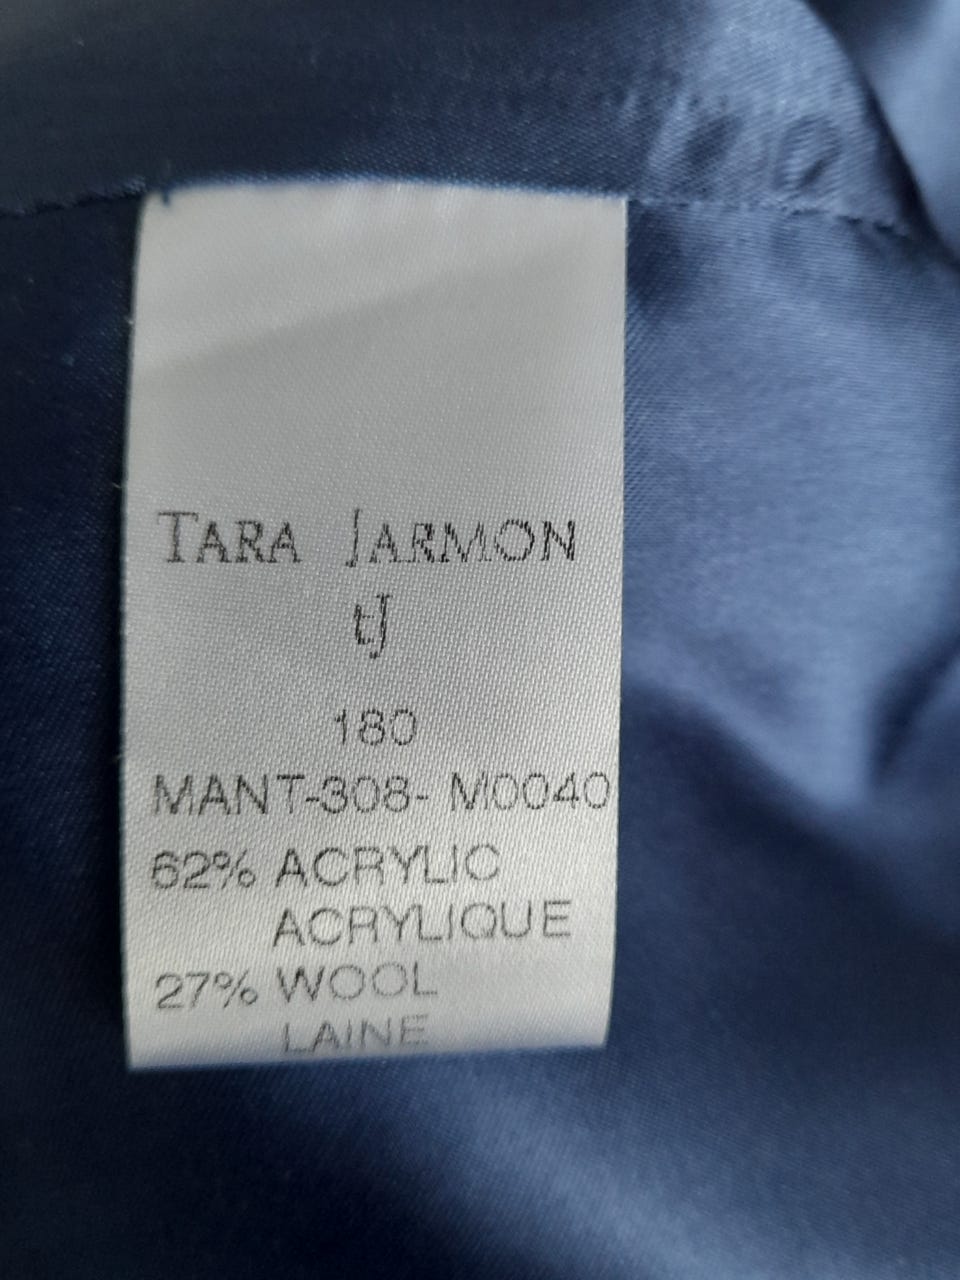 TARA JARMON
tJ
180
MANT-308- M0040
62% ACRYLIC
ACRYLIQUE
27% WOOL
LAINE